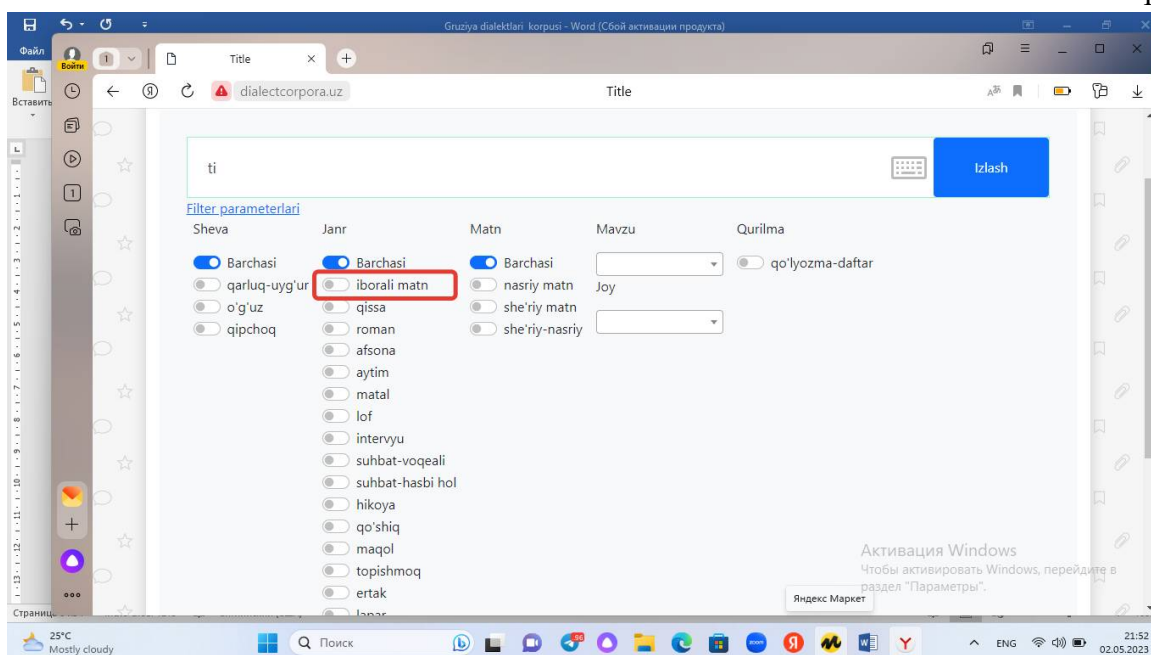 Gruziya dialektlari korpusi - Word (Сбой активации продукта)
Файл
Войти
1
Title
Вставить
dialectcorpora.uz
Title
ti
Izlash
Filter parameterlari
Sheva Janr Matn Mavzu Qurilma
Barchasi Barchasi Barchasi qo'lyozma-daftar
qarluq-uyg'ur iborali matn nasriy matn Joy
o'g'uz qissa she'riy matn
qipchoq roman she'riy-nasriy
afsona
aytim
matal
lof
intervyu
suhbat-voqeali
suhbat-hasbi hol
hikoya
qo'shiq
maqol
topishmoq
ertak
Активация Windows
Чтобы активировать Windows, перейдите в
раздел "Параметры".
Яндекс Маркет
25°C
Mostly cloudy
Поиск
ENG
21:52
02.05.2023